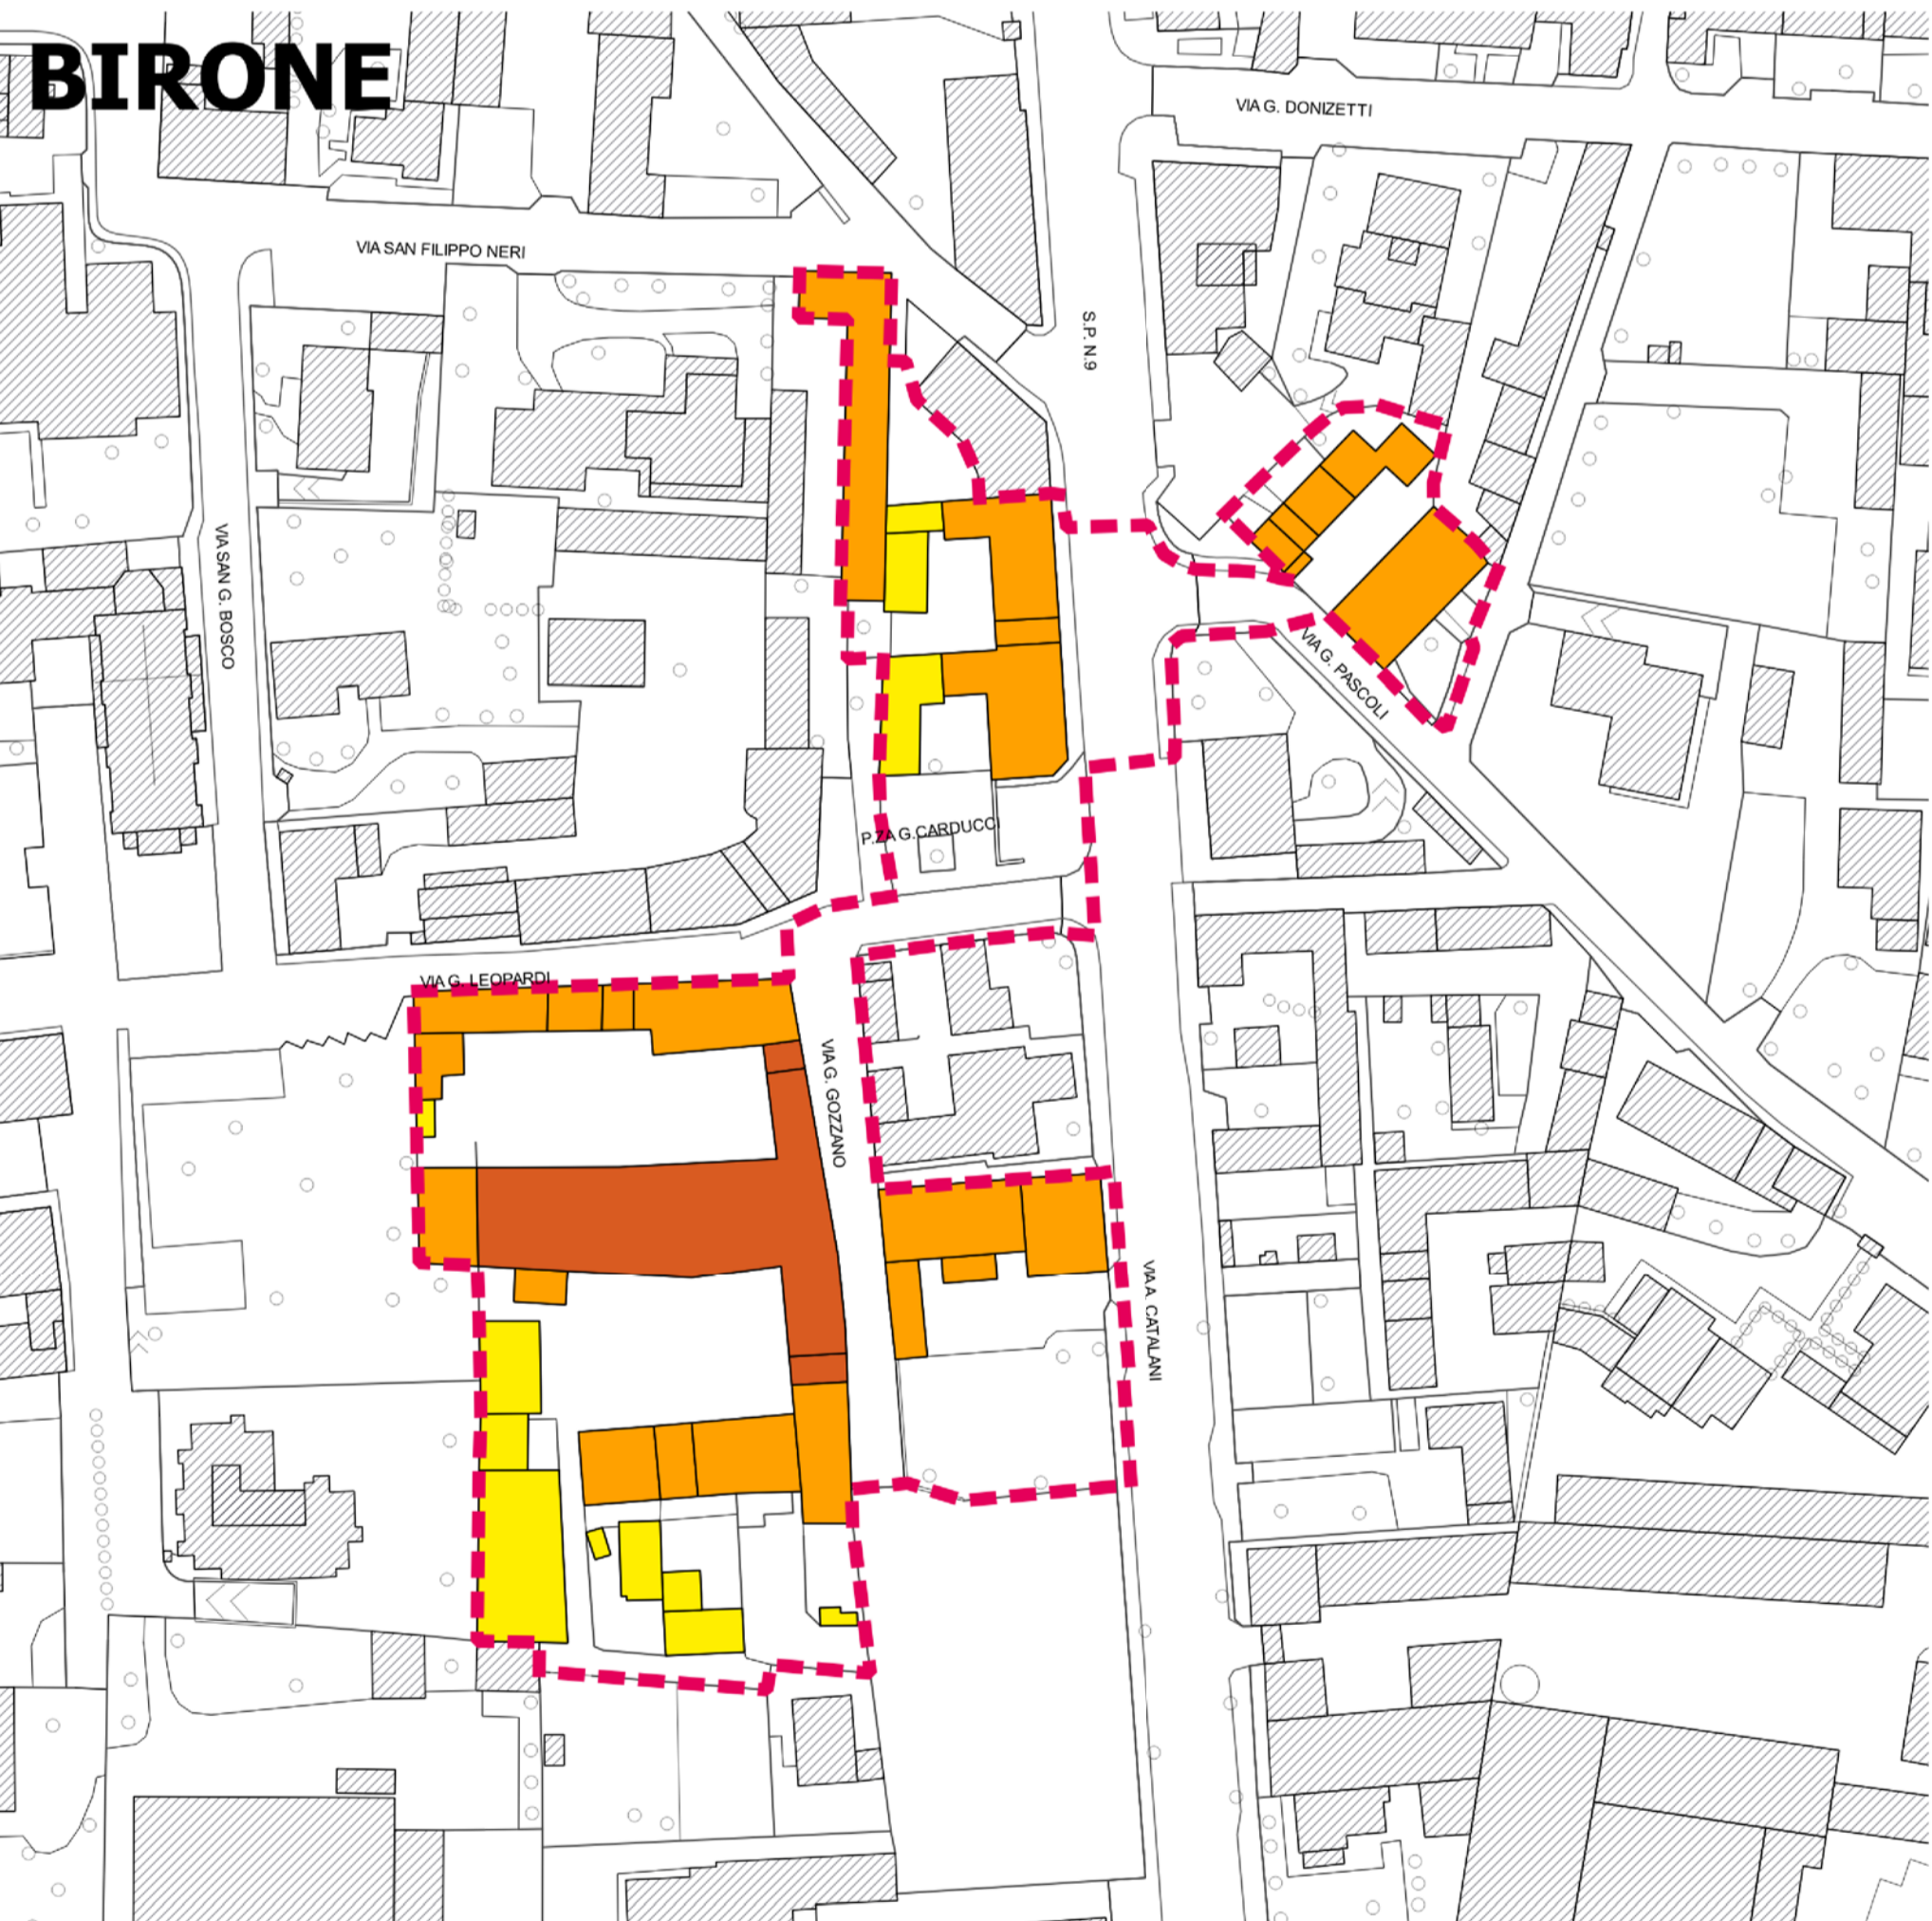 BIRONE
VIA G. DONIZETTI
VIA SAN FILIPPO NERI
S.P. N.9
VIA SAN G. BOSCO
VIA G. PASCOLI
P.ZA G.CARDUCCI
VIA G. LEOPARDI
VIA G. GOZZANO
VIA A. CATALANI